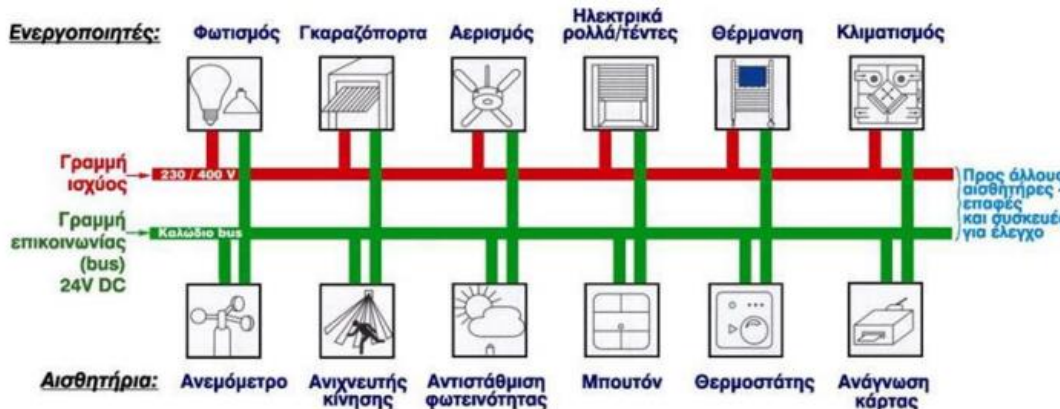 Ενεργοποιητές:
Φωτισμός
Γκαραζόπορτα
Αερισμός
Ηλεκτρικά
ρολλά/τέντες
Θέρμανση
Κλιματισμός
Γραμμή
ισχύος
230 / 400 V
Προς άλλους
αισθητήρες -
επαφές
και συσκευές
για έλεγχο
Γραμμή
επικοινωνίας
(bus)
24V DC
Καλώδιο bus
Αισθητήρια:
Ανεμόμετρο
Ανιχνευτής
κίνησης
Αντιστάθμιση
φωτεινότητας
Μπουτόν
Θερμοστάτης
Ανάγνωση
κάρτας